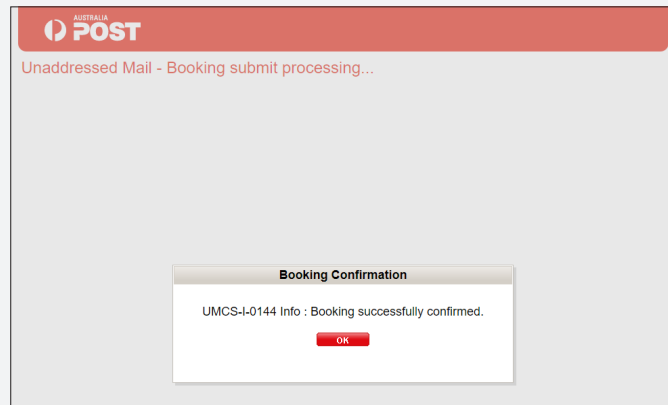 AUSTRALIA
POST
Unaddressed Mail - Booking submit processing...
Booking Confirmation
UMCS-I-0144 Info : Booking successfully confirmed.
OK